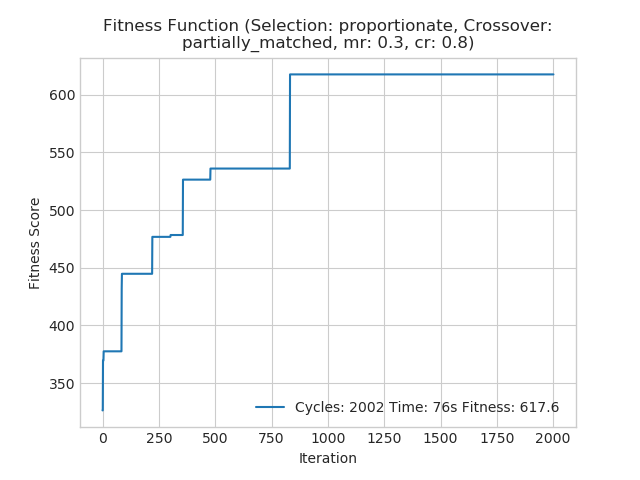 Fitness Function (Selection: proportionate, Crossover:
partially_matched, mr: 0.3, cr: 0.8)
Fitness Score
600
550
500
450
400
350
Cycles: 2002 Time: 76s Fitness: 617.6
0 250 500 750 1000 1250 1500 1750 2000
Iteration